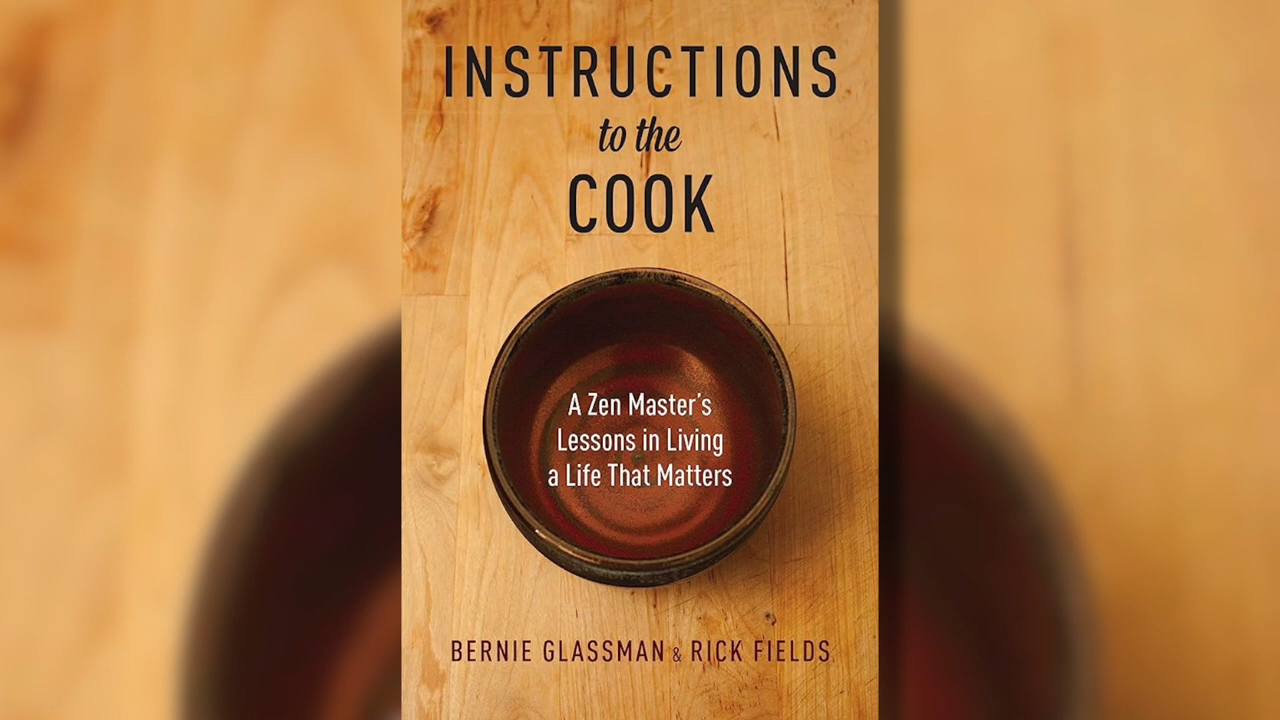 INSTRUCTIONS
to the
COOK
A Zen Master's
Lessons in Living
a Life That Matters
BERNIE GLASSMAN & RICK FIELDS